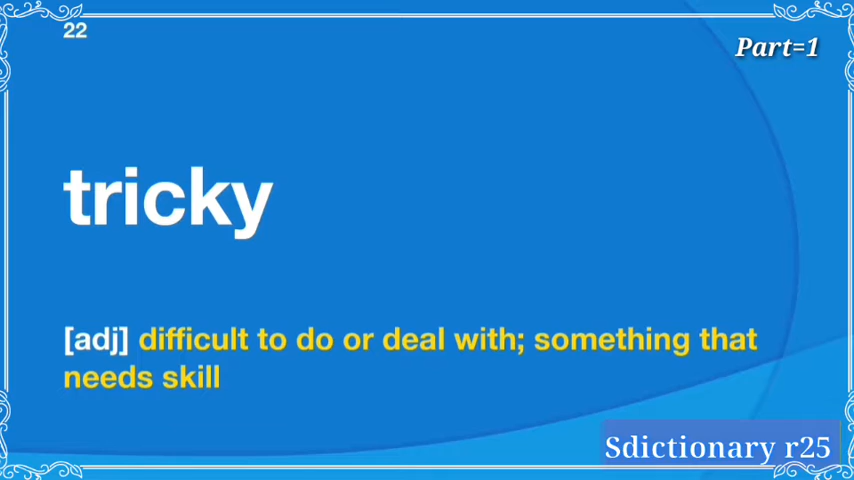 22
Part=1
tricky
[adj] difficult to do or deal with; something that
needs skill
Sdictionary r25